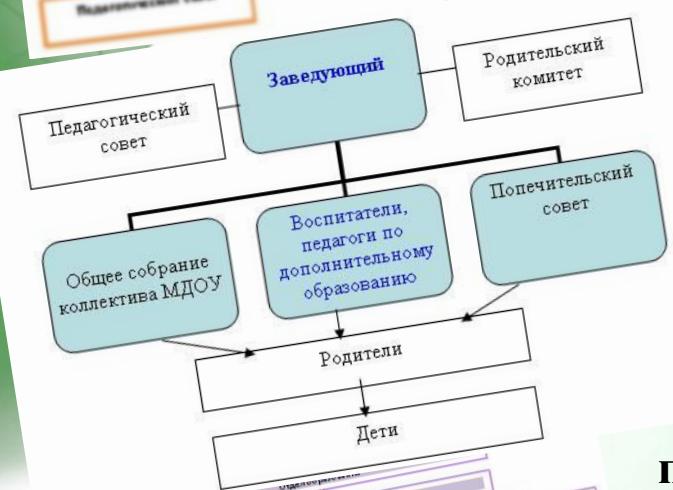 Заведующий
Родительский
комитет
Педагогический
совет
Общее собрание
коллектива МДОУ
Воспитатели,
педагоги по
дополнительному
образованию
Попечительский
совет
Родители
Дети